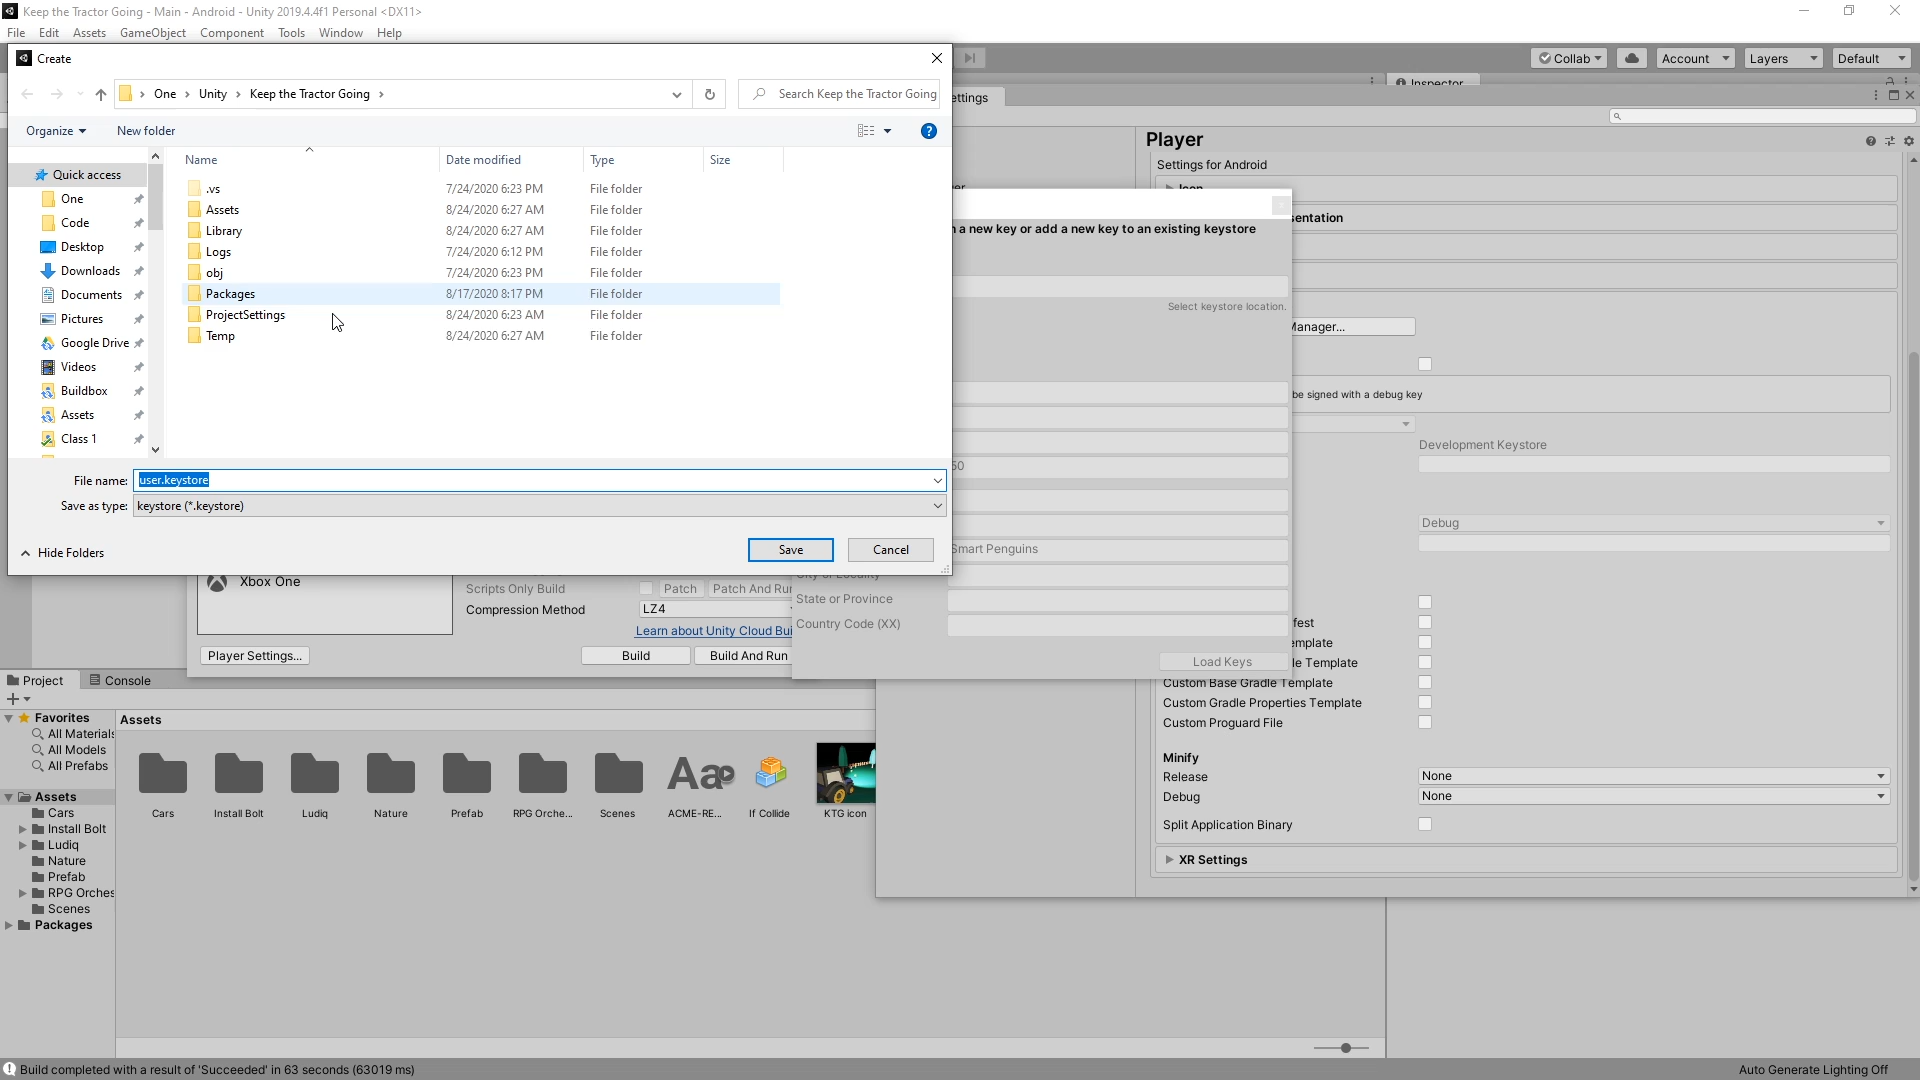 Keep the Tractor Going - Main - Android - Unity 2019.4.4f1 Personal <DX11>
File Edit Assets GameObject Component Tools Window Help
Create
One › Unity › Keep the Tractor Going ›
Search Keep the Tractor Going
Organize New folder
Quick access
One
Code
Desktop
Downloads
Documents
Pictures
Google Drive
Videos
Buildbox
Assets
Class 1
Name Date modified Type Size
.vs 7/24/2020 6:23 PM File folder
Assets 8/24/2020 6:27 AM File folder
Library 8/24/2020 6:27 AM File folder
Logs 7/24/2020 6:12 PM File folder
obj 7/24/2020 6:23 PM File folder
Packages 8/17/2020 8:17 PM File folder
ProjectSettings 8/24/2020 6:23 AM File folder
Temp 8/24/2020 6:27 AM File folder
File name: user.keystore
Save as type: keystore (*.keystore)
Hide Folders
Save Cancel
Collab Account Layers Default
Inspector
ettings
Player
Settings for Android
Icon
sentation
a new key or add a new key to an existing keystore
Select keystore location.
Manager...
be signed with a debug key
Development Keystore
50
Debug
Smart Penguins
City or Locality
State or Province
Country Code (XX)
Load Keys
Xbox One
Scripts Only Build Patch Patch And Run
Compression Method LZ4
Learn about Unity Cloud Bui
Player Settings... Build Build And Run
fest
emplate
le Template
Custom Base Gradle Template
Custom Gradle Properties Template
Custom Proguard File
Minify
Release None
Debug None
Split Application Binary
XR Settings
Project Console
Favorites
All Materials
All Models
All Prefabs
Assets
Cars
Install Bolt
Ludiq
Nature
Prefab
RPG Orches
Scenes
Packages
Assets
Aa
Cars Install Bolt Ludiq Nature Prefab RPG Orche... Scenes ACME-RE... If Collide KTG icon
Build completed with a result of 'Succeeded' in 63 seconds (63019 ms)
Auto Generate Lighting Off